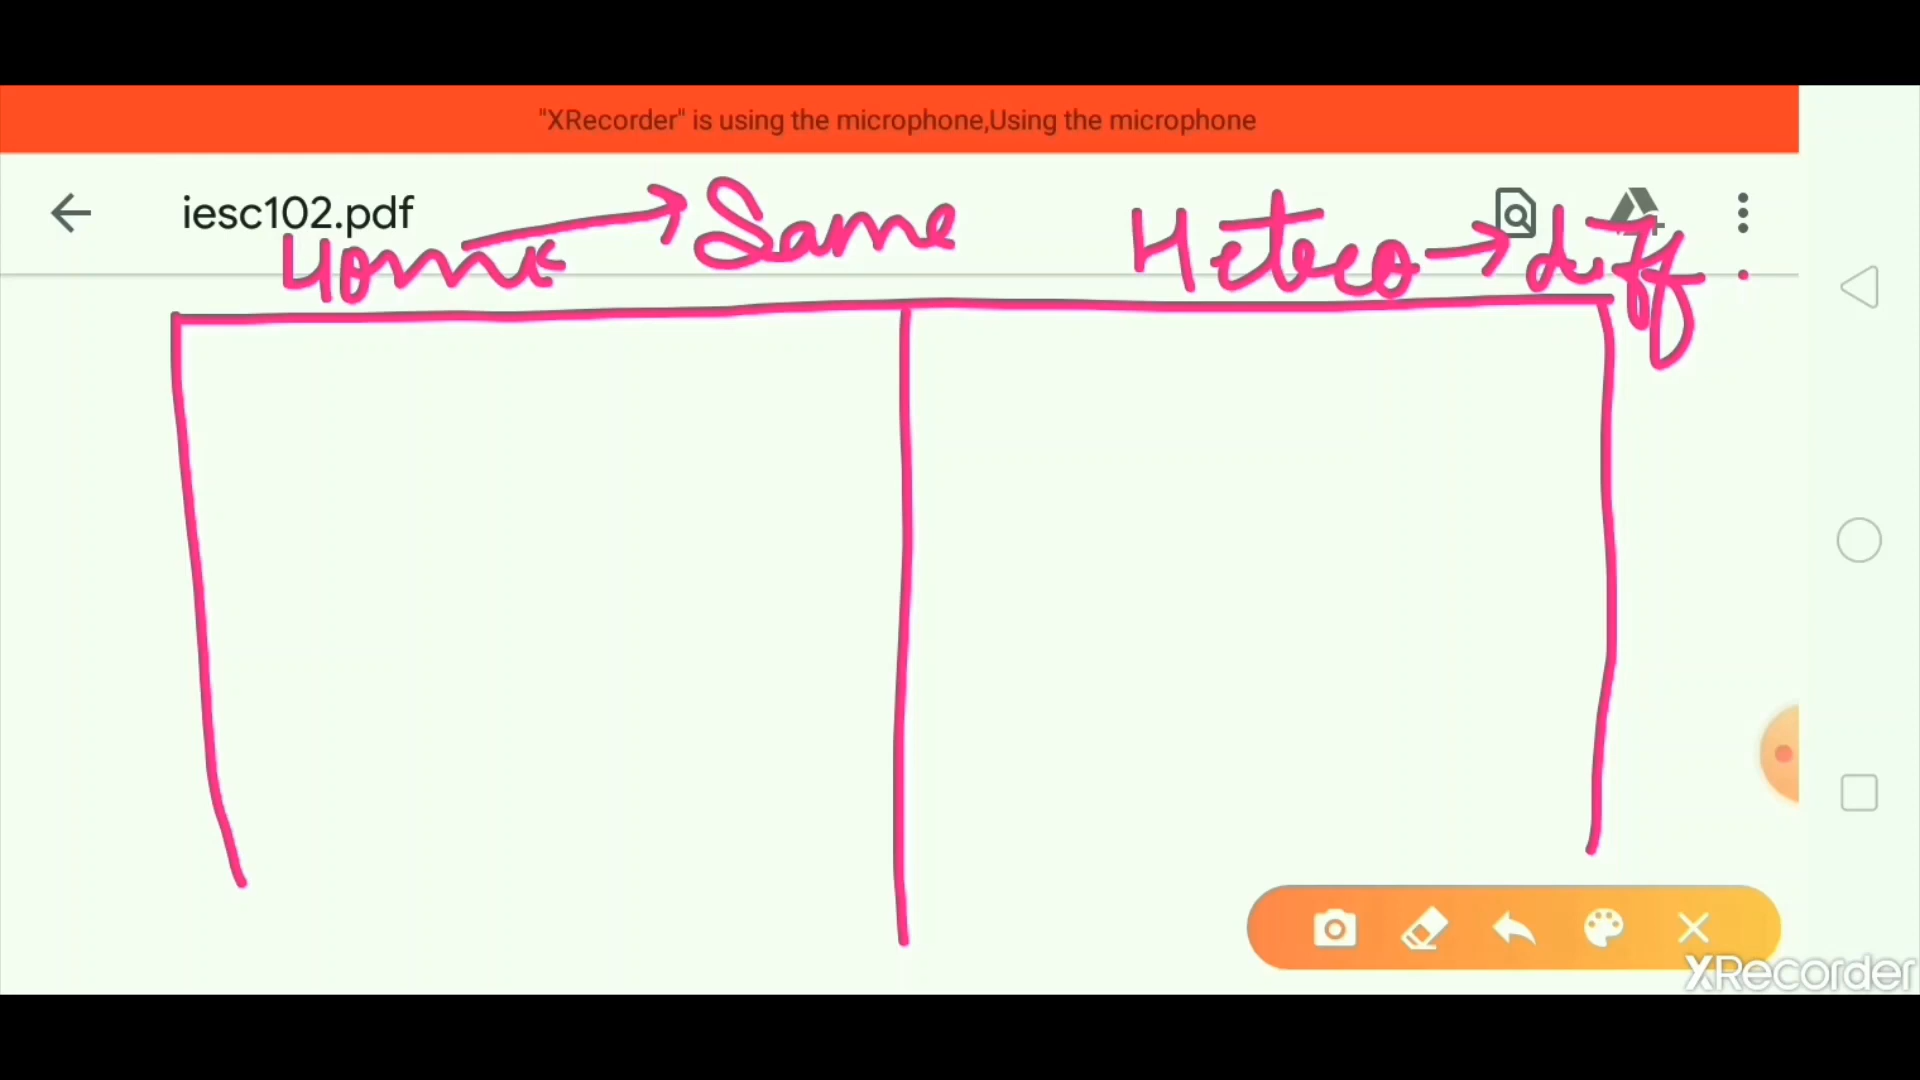 "XRecorder" is using the microphone,Using the microphone
iesc102.pdf
Homo → Same Hetero → diff.
XRecorder